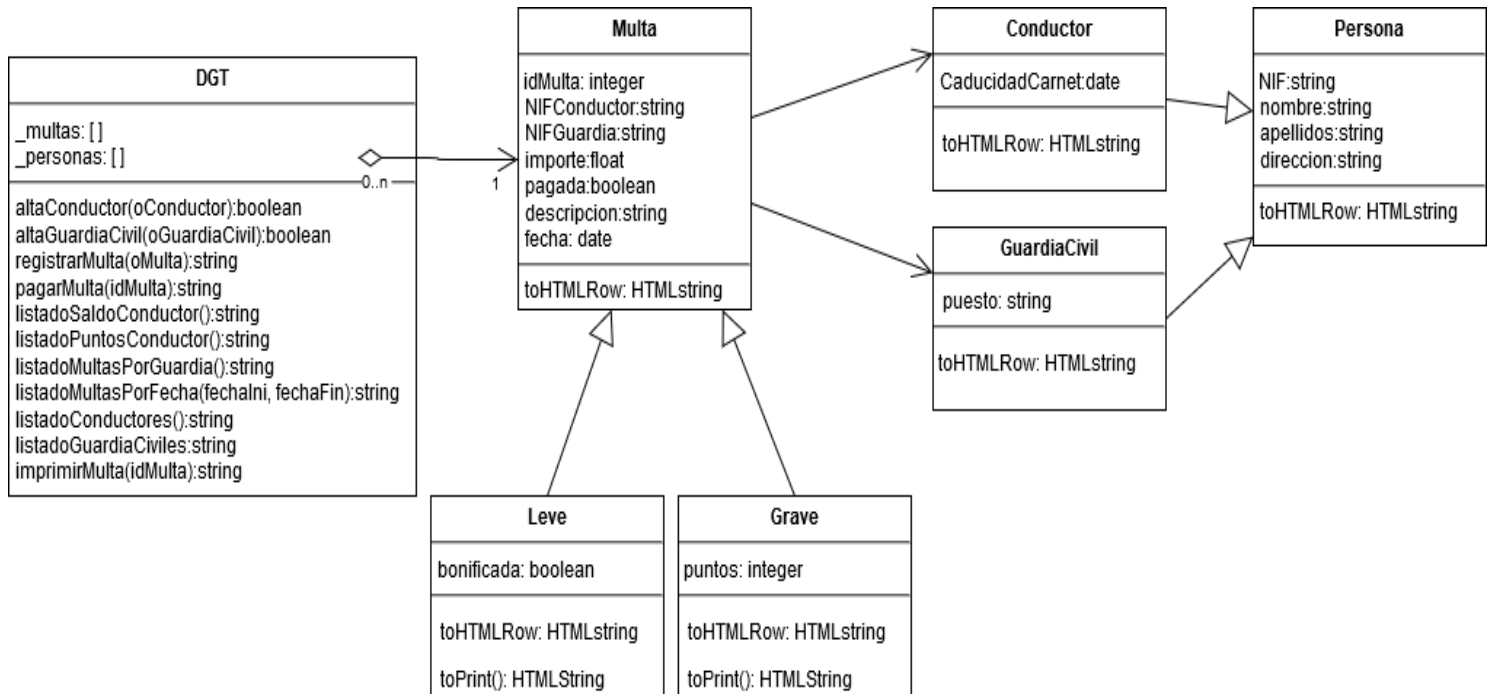 DGT
_multas: [ ]
_personas: [ ]
0..n
1
altaConductor(oConductor):boolean
altaGuardiaCivil(oGuardiaCivil):boolean
registrarMulta(oMulta):string
pagarMulta(idMulta):string
listadoSaldoConductor():string
listadoPuntosConductor():string
listadoMultasPorGuardia():string
listadoMultasPorFecha(fechaIni, fechaFin):string
listadoConductores():string
listadoGuardiaCiviles:string
imprimirMulta(idMulta):string
Multa
idMulta: integer
NIFConductor:string
NIFGuardia:string
importe:float
pagada:boolean
descripcion:string
fecha: date
toHTMLRow: HTMLstring
Conductor
CaducidadCarnet:date
toHTMLRow: HTMLstring
Persona
NIF:string
nombre:string
apellidos:string
direccion:string
toHTMLRow: HTMLstring
GuardiaCivil
puesto: string
toHTMLRow: HTMLstring
Leve
bonificada: boolean
toHTMLRow: HTMLstring
toPrint(): HTMLString
Grave
puntos: integer
toHTMLRow: HTMLstring
toPrint(): HTMLString